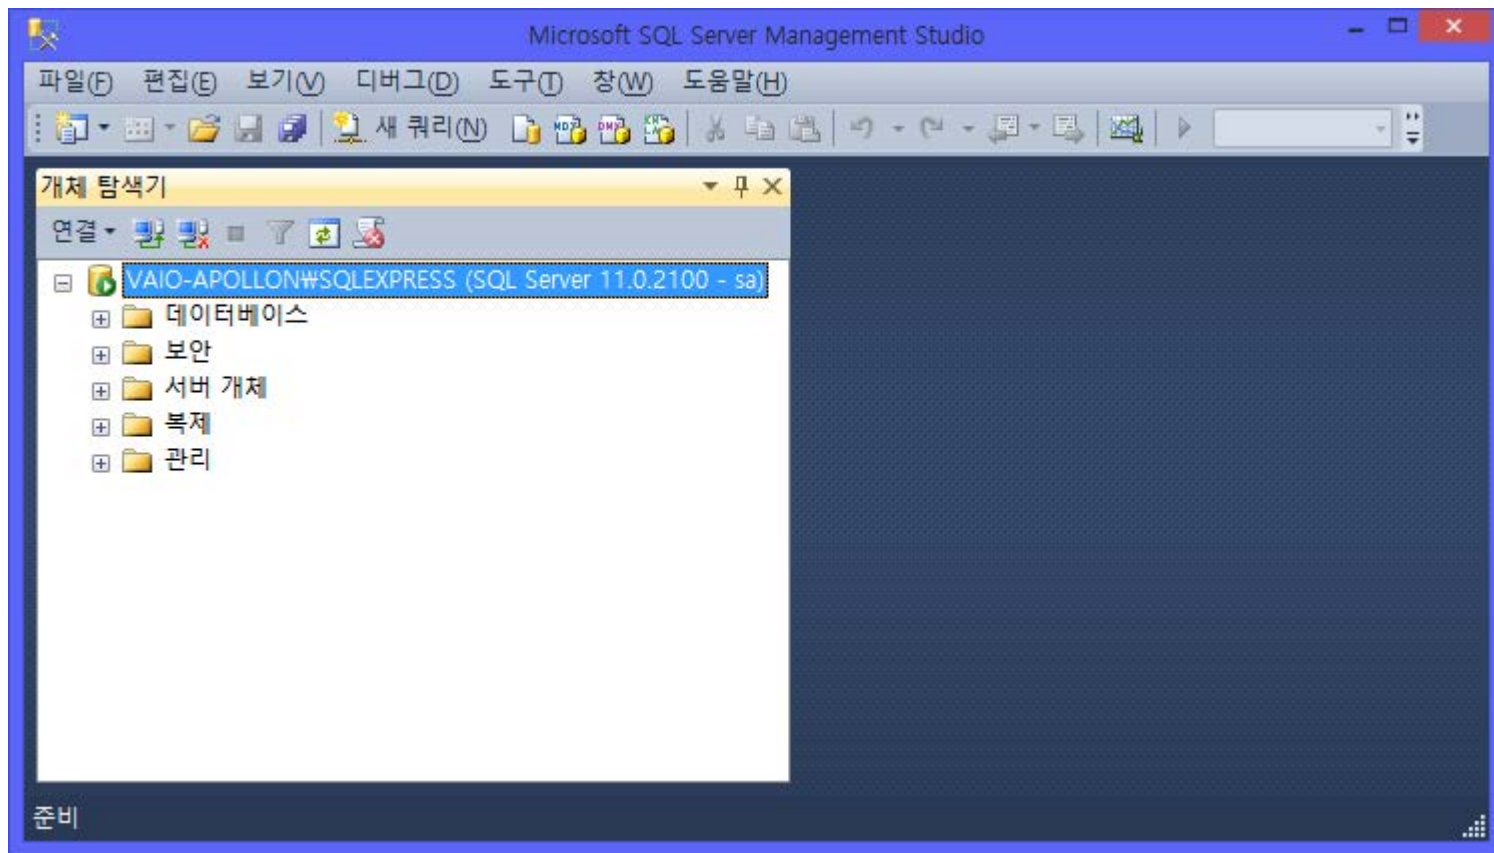 Microsoft SQL Server Management Studio
파일(F) 편집(E) 보기(V) 디버그(D) 도구(T) 창(W) 도움말(H)
새 쿼리(N) MDX DMX
개체 탐색기
연결
VAIO-APOLLON₩SQLEXPRESS (SQL Server 11.0.2100 - sa)
데이터베이스
보안
서버 개체
복제
관리
준비